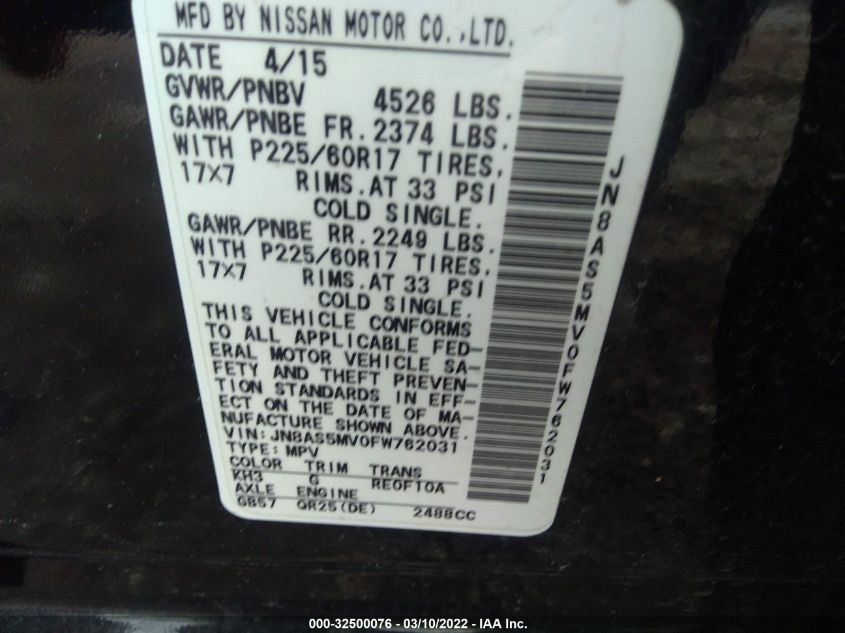 MFD BY NISSAN MOTOR CO.,LTD.
DATE 4/15
GVWR/PNBV 4526 LBS.
GAWR/PNBE FR.2374 LBS.
WITH P225/60R17 TIRES,
17X7 RIMS.AT 33 PSI
COLD SINGLE.
GAWR/PNBE RR.2249 LBS.
WITH P225/60R17 TIRES,
17X7 RIMS.AT 33 PSI
COLD SINGLE.
THIS VEHICLE CONFORMS
TO ALL APPLICABLE FED-
ERAL MOTOR VEHICLE SA-
FETY AND THEFT PREVEN-
TION STANDARDS IN EFF-
ECT ON THE DATE OF MA-
NUFACTURE SHOWN ABOVE.
VIN:JN8AS5MV0FW762031
TYPE:MPV
COLOR TRIM TRANS
KH3 G RE0F10A
AXLE ENGINE
GB57 QR25(DE) 2488CC
JN8AS5MV0FW762031
000-32500076 - 03/10/2022 - IAA Inc.